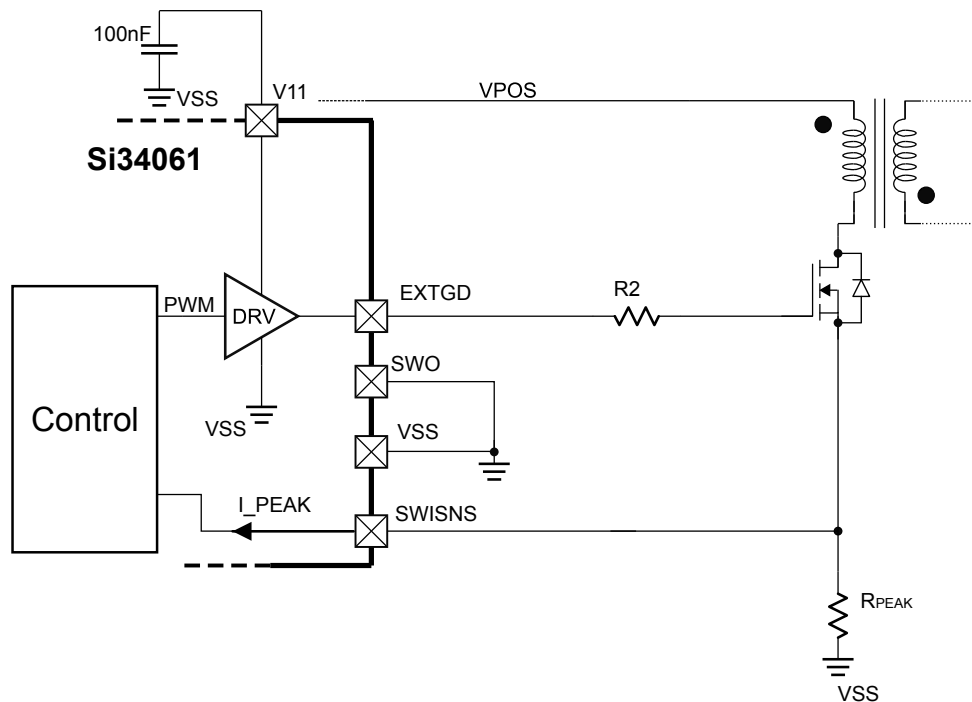 100nF
VSS
V11
VPOS
Si34061
EXTGD
R2
PWM
DRV
SWO
Control
VSS
VSS
I_PEAK
SWISNS
RPEAK
VSS